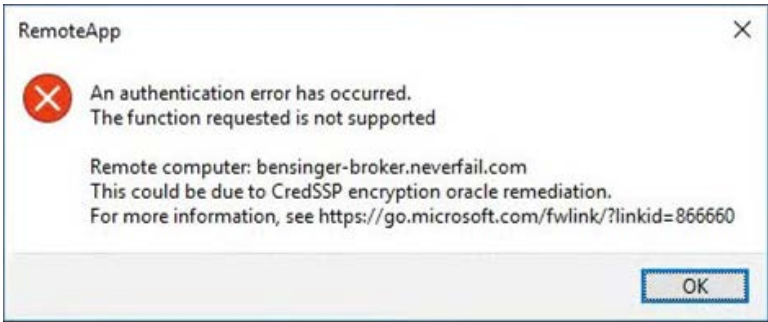 RemoteApp
An authentication error has occurred.
The function requested is not supported
Remote computer: bensinger-broker.neverfail.com
This could be due to CredSSP encryption oracle remediation.
For more information, see https://go.microsoft.com/fwlink/?linkid=866660
OK